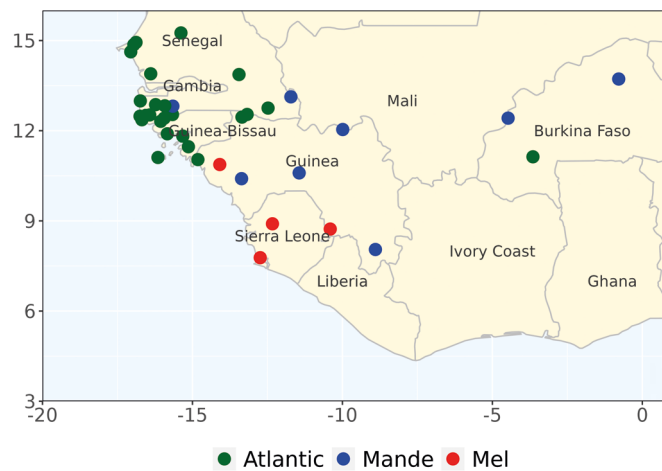 15
Senegal
Gambia
Mali
12
Guinea-Bissau
Burkina Faso
Guinea
9
Sierra Leone
Ivory Coast
Liberia
Ghana
6
3
-20 -15 -10 -5 0
Atlantic Mande Mel